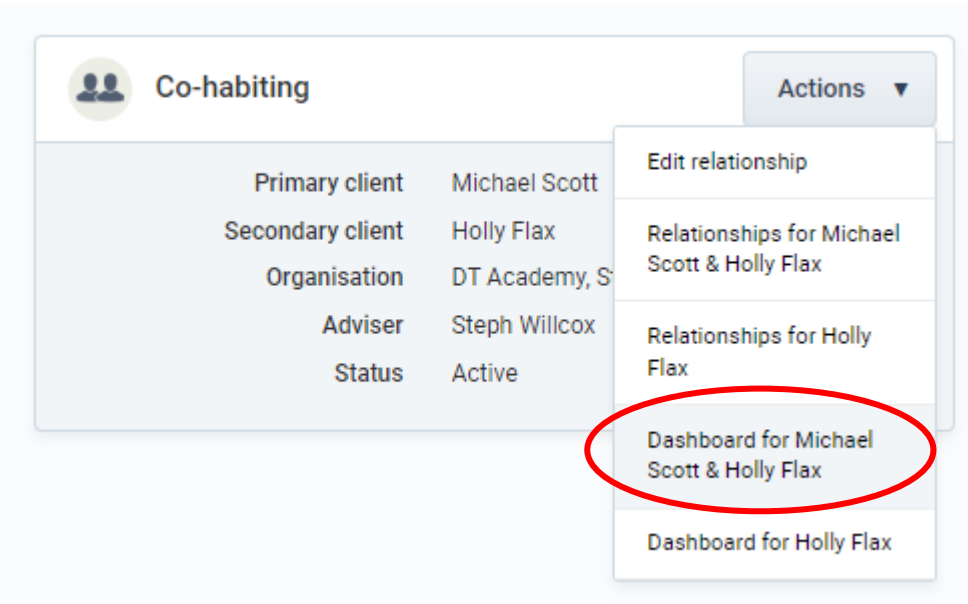 Co-habiting
Actions ▼
Primary client Michael Scott
Secondary client Holly Flax
Organisation DT Academy,
Adviser Steph Willcox
Status Active
Edit relationship
Relationships for Michael
Scott & Holly Flax
Relationships for Holly
Flax
Dashboard for Michael
Scott & Holly Flax
Dashboard for Holly Flax